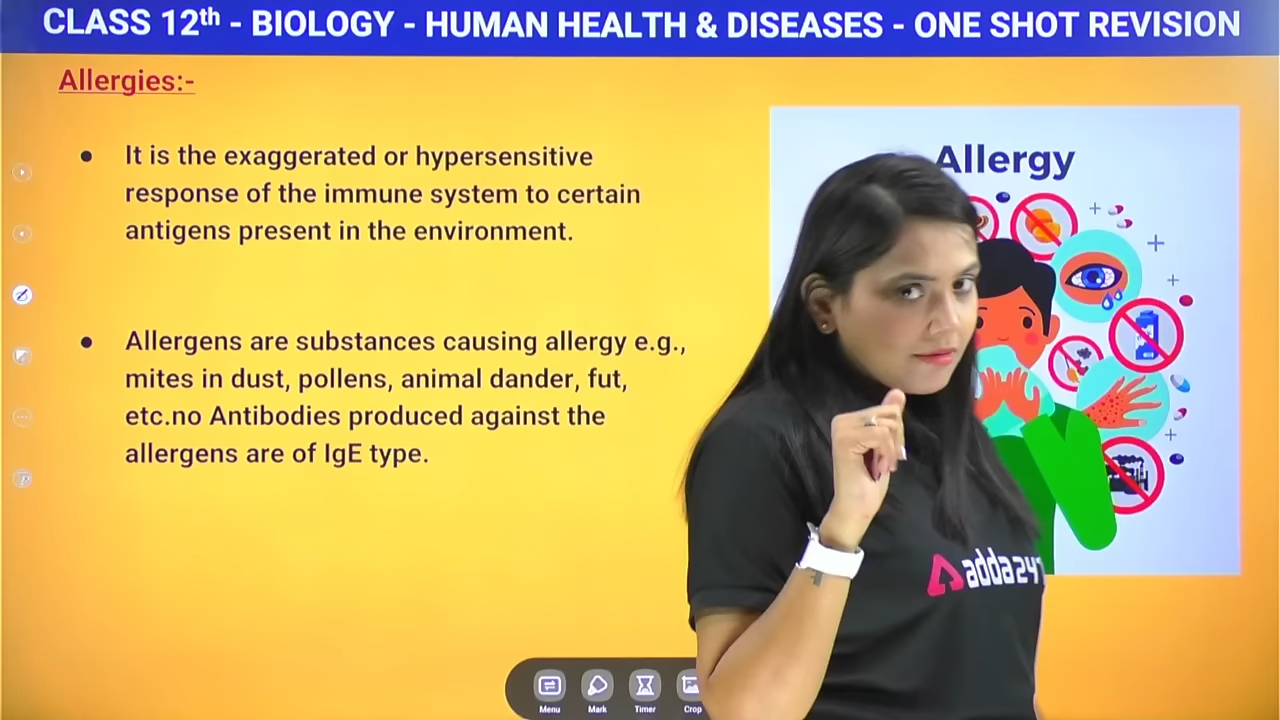 CLASS 12th - BIOLOGY - HUMAN HEALTH & DISEASES - ONE SHOT REVISION
Allergies:-
● It is the exaggerated or hypersensitive
response of the immune system to certain
antigens present in the environment.
● Allergens are substances causing allergy e.g.,
mites in dust, pollens, animal dander, fut,
etc.no Antibodies produced against the
allergens are of IgE type.
Allergy
adda247
Menu Mark Timer Crop